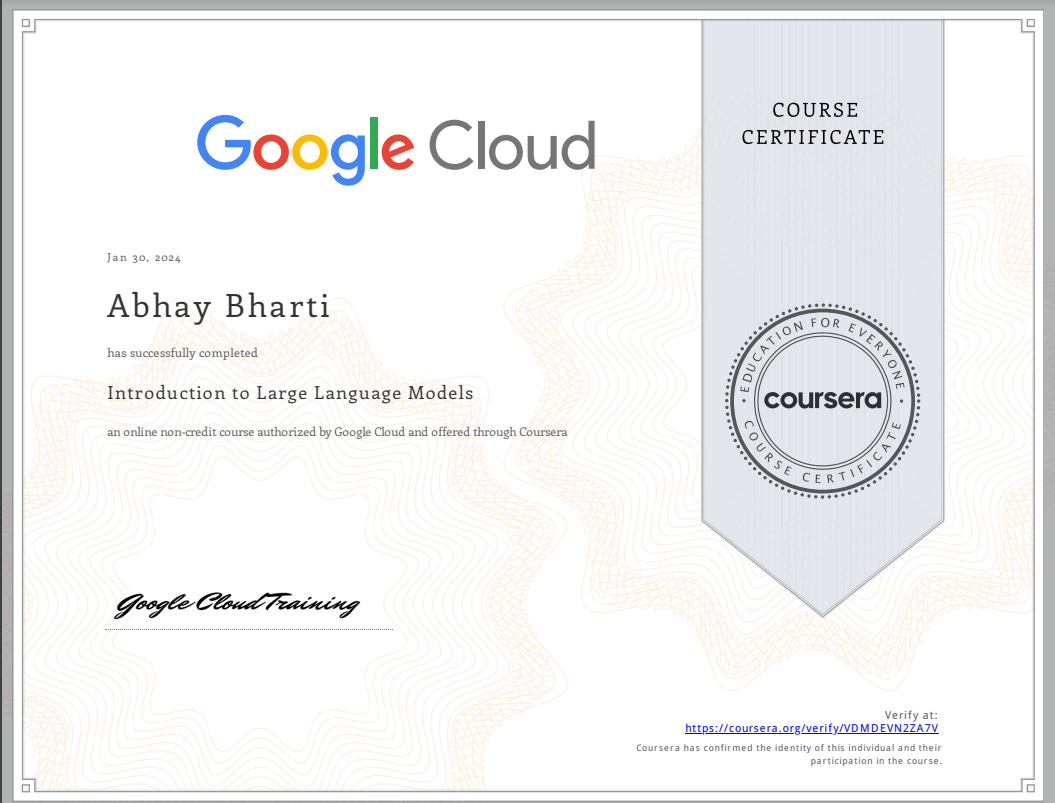 Google Cloud
COURSE
CERTIFICATE
Jan 30, 2024
Abhay Bharti
has successfully completed
Introduction to Large Language Models
an online non-credit course authorized by Google Cloud and offered through Coursera
EDUCATION FOR EVERYONE
coursera
COURSE CERTIFICATE
Google Cloud Training
Verify at:
https://coursera.org/verify/VDMDEVN2ZA7V
Coursera has confirmed the identity of this individual and their
participation in the course.